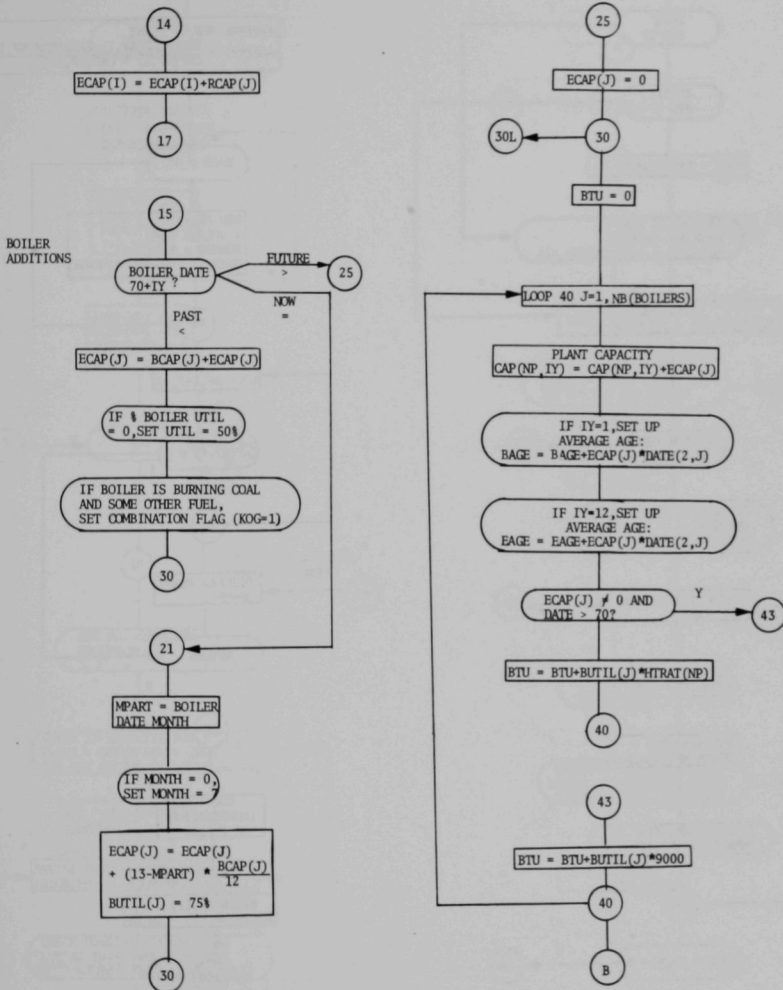 14
ECAP(I) = ECAP(I)+RCAP(J)
17
15
BOILER
ADDITIONS
BOILER DATE
70+IY ?
FUTURE
>
25
NOW
=
PAST
<
ECAP(J) = BCAP(J)+ECAP(J)
IF % BOILER UTIL
= 0,SET UTIL = 50%
IF BOILER IS BURNING COAL
AND SOME OTHER FUEL,
SET COMBINATION FLAG (KOG=1)
30
21
MPART = BOILER
DATE MONTH
IF MONTH = 0,
SET MONTH = 7
ECAP(J) = ECAP(J)
+ (13-MPART) * BCAP(J)
12
BUTIL(J) = 75%
30
25
ECAP(J) = 0
30L
30
BTU = 0
LOOP 40 J=1,NB(BOILERS)
PLANT CAPACITY
CAP(NP,IY) = CAP(NP,IY)+ECAP(J)
IF IY=1,SET UP
AVERAGE AGE:
BAGE = BAGE+ECAP(J)*DATE(2,J)
IF IY=12,SET UP
AVERAGE AGE:
EAGE = EAGE+ECAP(J)*DATE(2,J)
ECAP(J) ≠ 0 AND
DATE > 70?
Y
43
BTU = BTU+BUTIL(J)*HTRAT(NP)
40
43
BTU = BTU+BUTIL(J)*9000
40
B